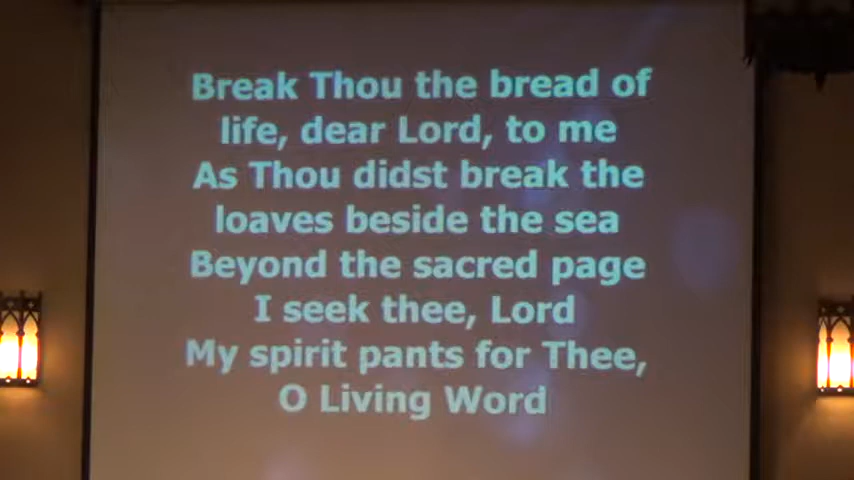 Break Thou the bread of
life, dear Lord, to me
As Thou didst break the
loaves beside the sea
Beyond the sacred page
I seek thee, Lord
My spirit pants for Thee,
O Living Word